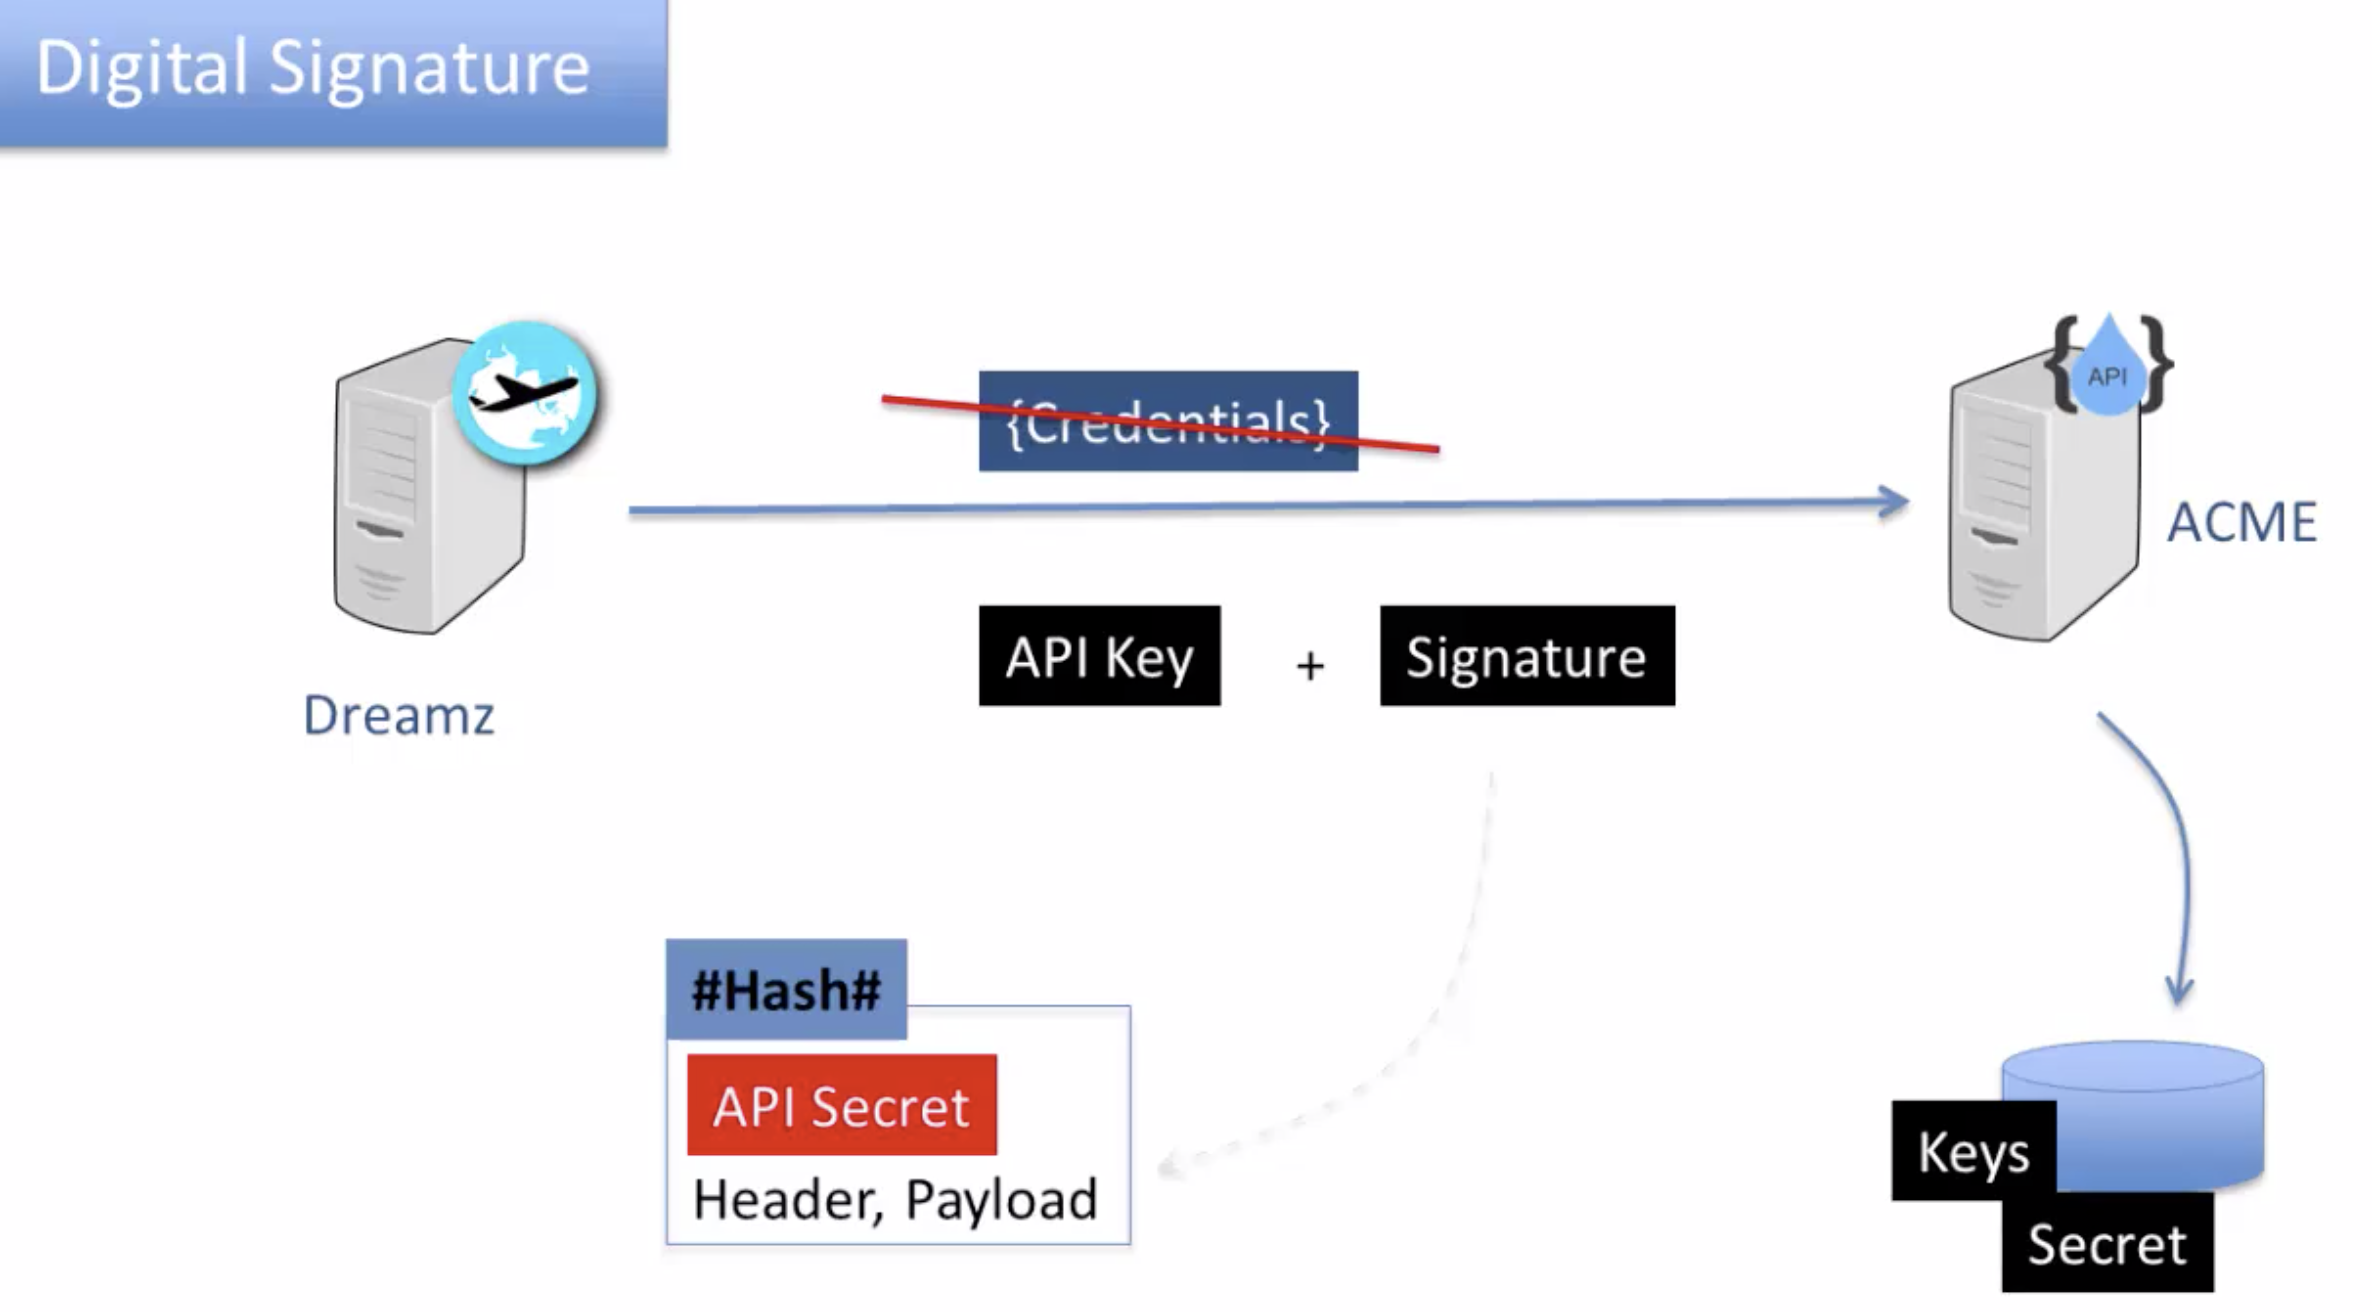 Digital Signature
{Credentials}
API
ACME
API Key + Signature
Dreamz
#Hash#
API Secret
Header, Payload
Keys
Secret